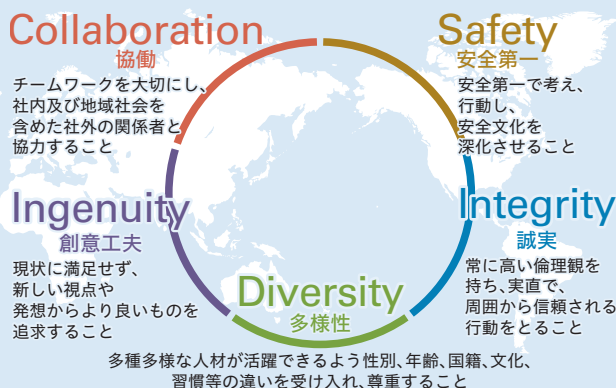 Collaboration
協働
チームワークを大切にし、
社内及び地域社会を
含めた社外の関係者と
協力すること
Safety
安全第一
安全第一で考え、
行動し、
安全文化を
深化させること
Ingenuity
創意工夫
現状に満足せず、
新しい視点や
発想からより良いものを
追求すること
Integrity
誠実
常に高い倫理観を
持ち、実直で、
周囲から信頼される
行動をとること
Diversity
多様性
多種多様な人材が活躍できるよう性別、年齢、国籍、文化、
習慣等の違いを受け入れ、尊重すること